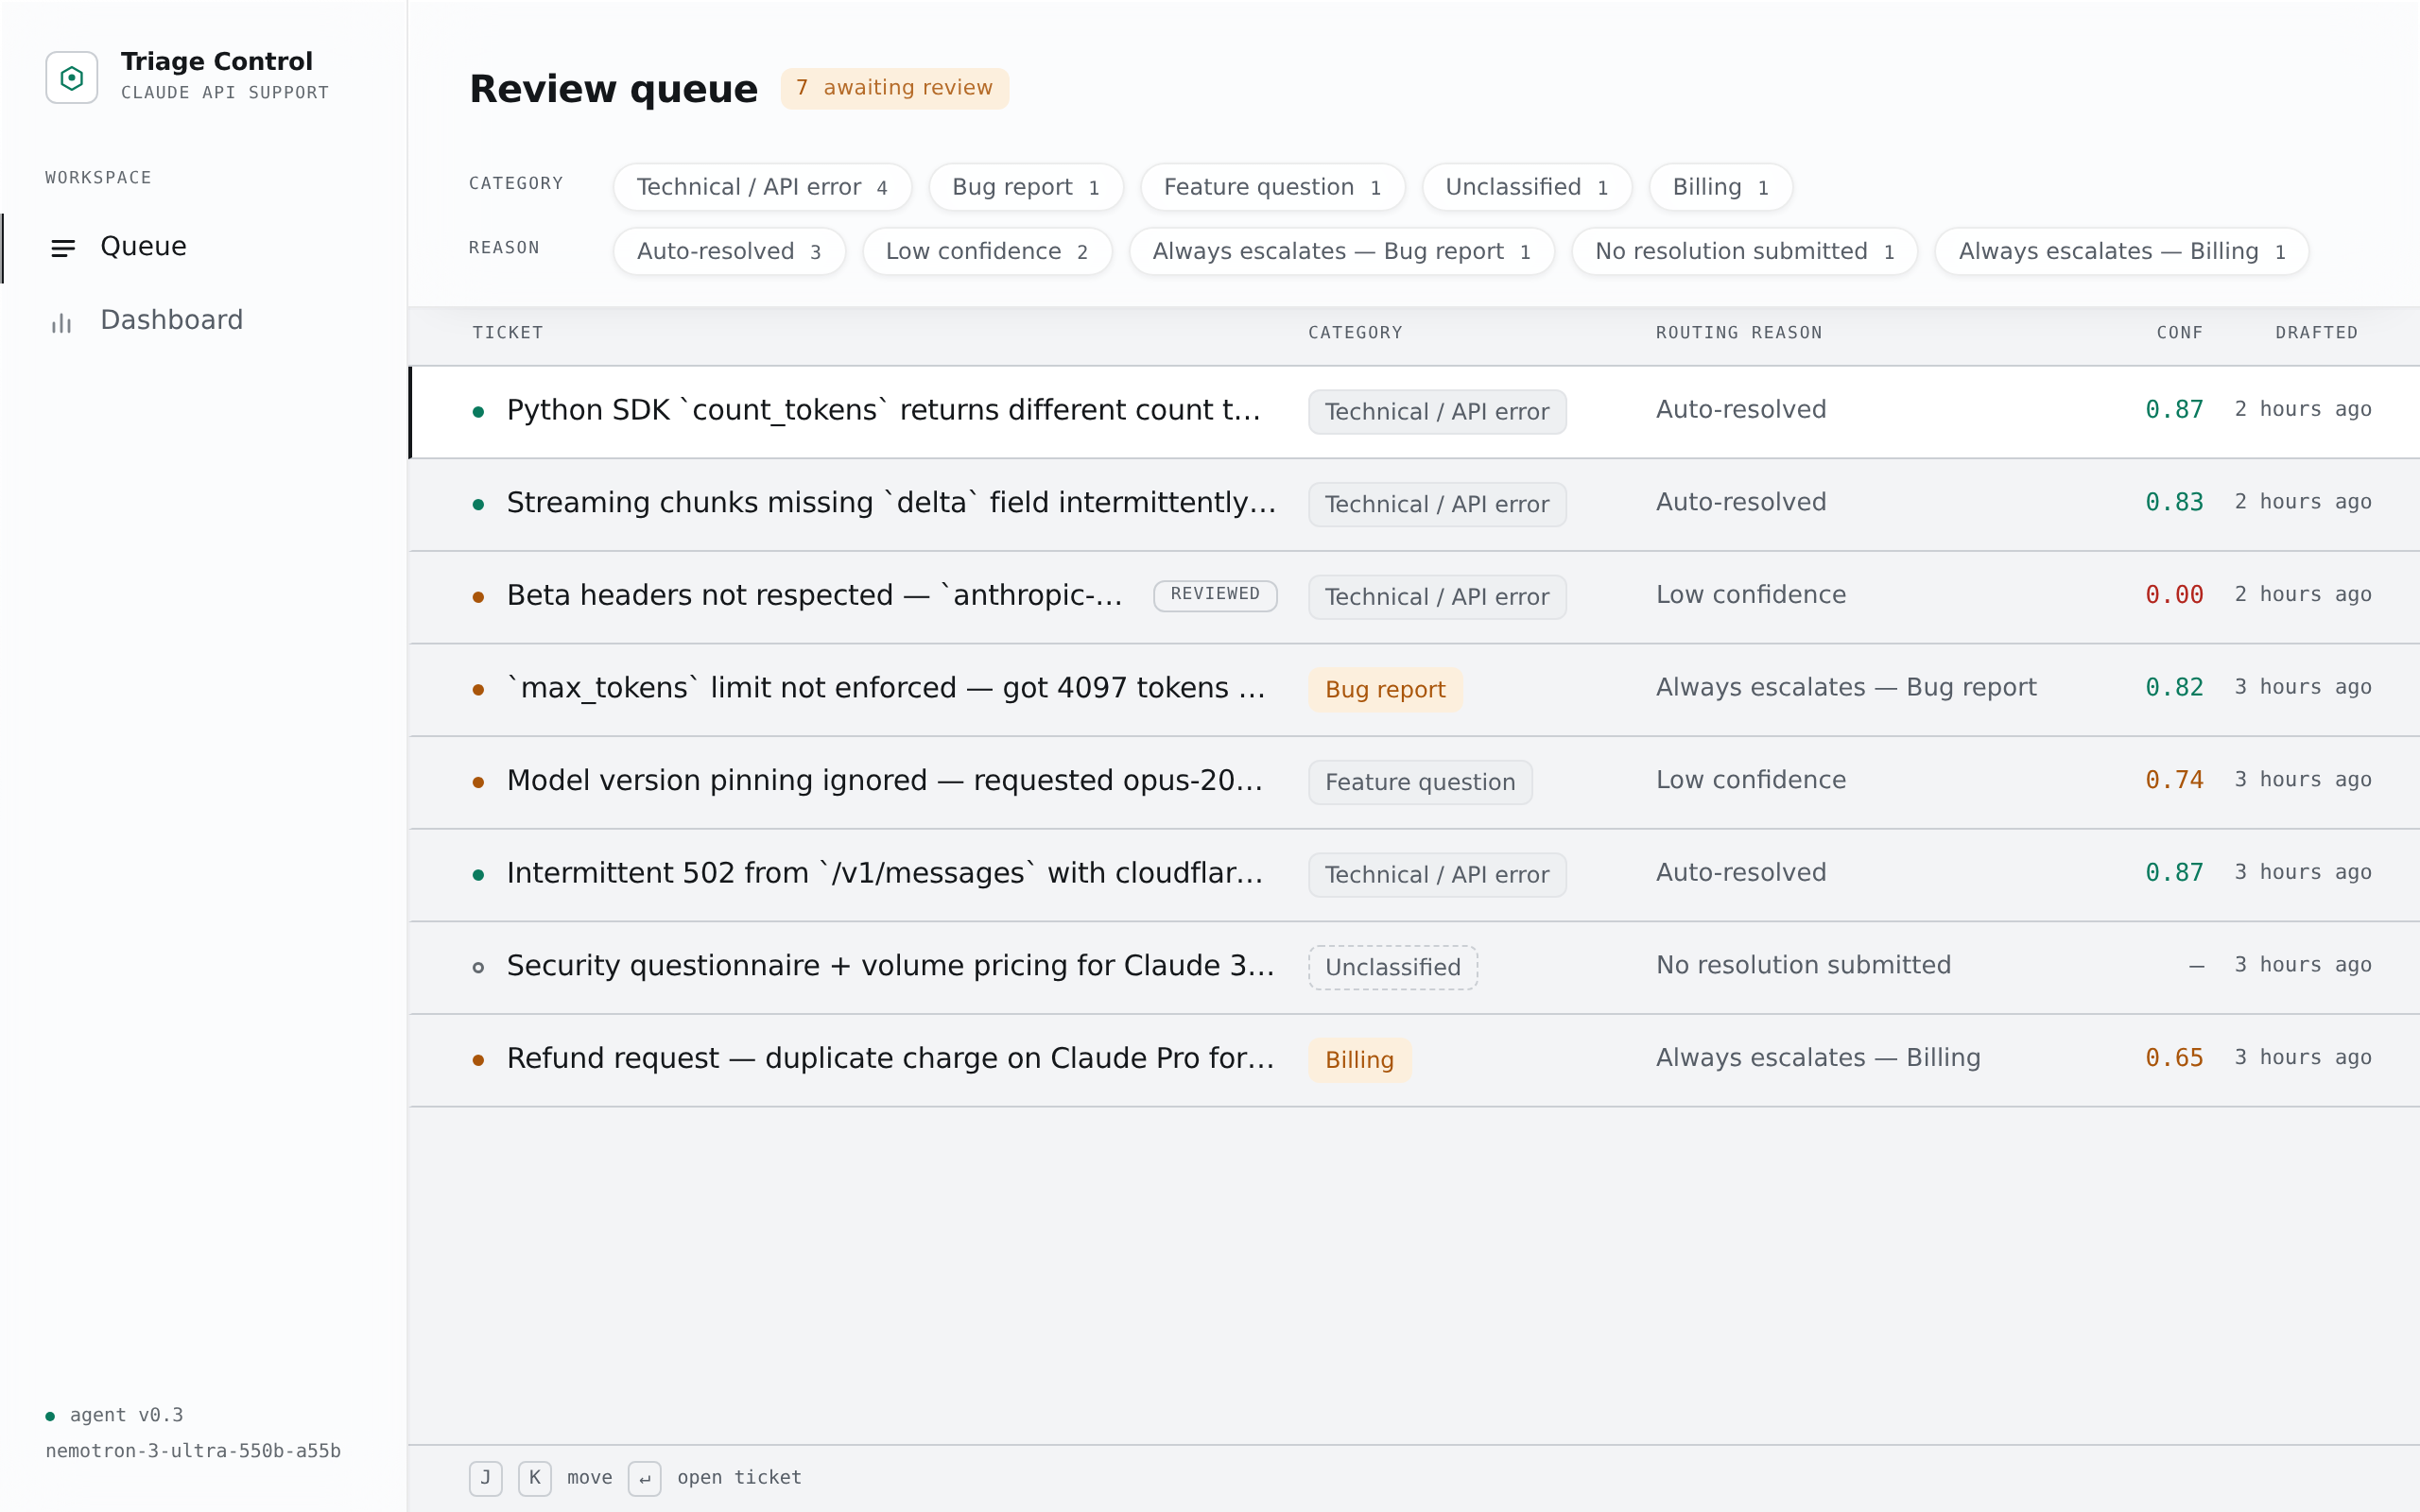 Triage Control
CLAUDE API SUPPORT
WORKSPACE
Queue
Dashboard
agent v0.3
nemotron-3-ultra-550b-a55b
Review queue 7 awaiting review
CATEGORY Technical / API error 4 Bug report 1 Feature question 1 Unclassified 1 Billing 1
REASON Auto-resolved 3 Low confidence 2 Always escalates — Bug report 1 No resolution submitted 1 Always escalates — Billing 1
TICKET CATEGORY ROUTING REASON CONF DRAFTED
Python SDK `count_tokens` returns different count t… Technical / API error Auto-resolved 0.87 2 hours ago
Streaming chunks missing `delta` field intermittently… Technical / API error Auto-resolved 0.83 2 hours ago
Beta headers not respected — `anthropic-… REVIEWED Technical / API error Low confidence 0.00 2 hours ago
`max_tokens` limit not enforced — got 4097 tokens … Bug report Always escalates — Bug report 0.82 3 hours ago
Model version pinning ignored — requested opus-20… Feature question Low confidence 0.74 3 hours ago
Intermittent 502 from `/v1/messages` with cloudflar… Technical / API error Auto-resolved 0.87 3 hours ago
Security questionnaire + volume pricing for Claude 3… Unclassified No resolution submitted — 3 hours ago
Refund request — duplicate charge on Claude Pro for… Billing Always escalates — Billing 0.65 3 hours ago
J K move ↵ open ticket